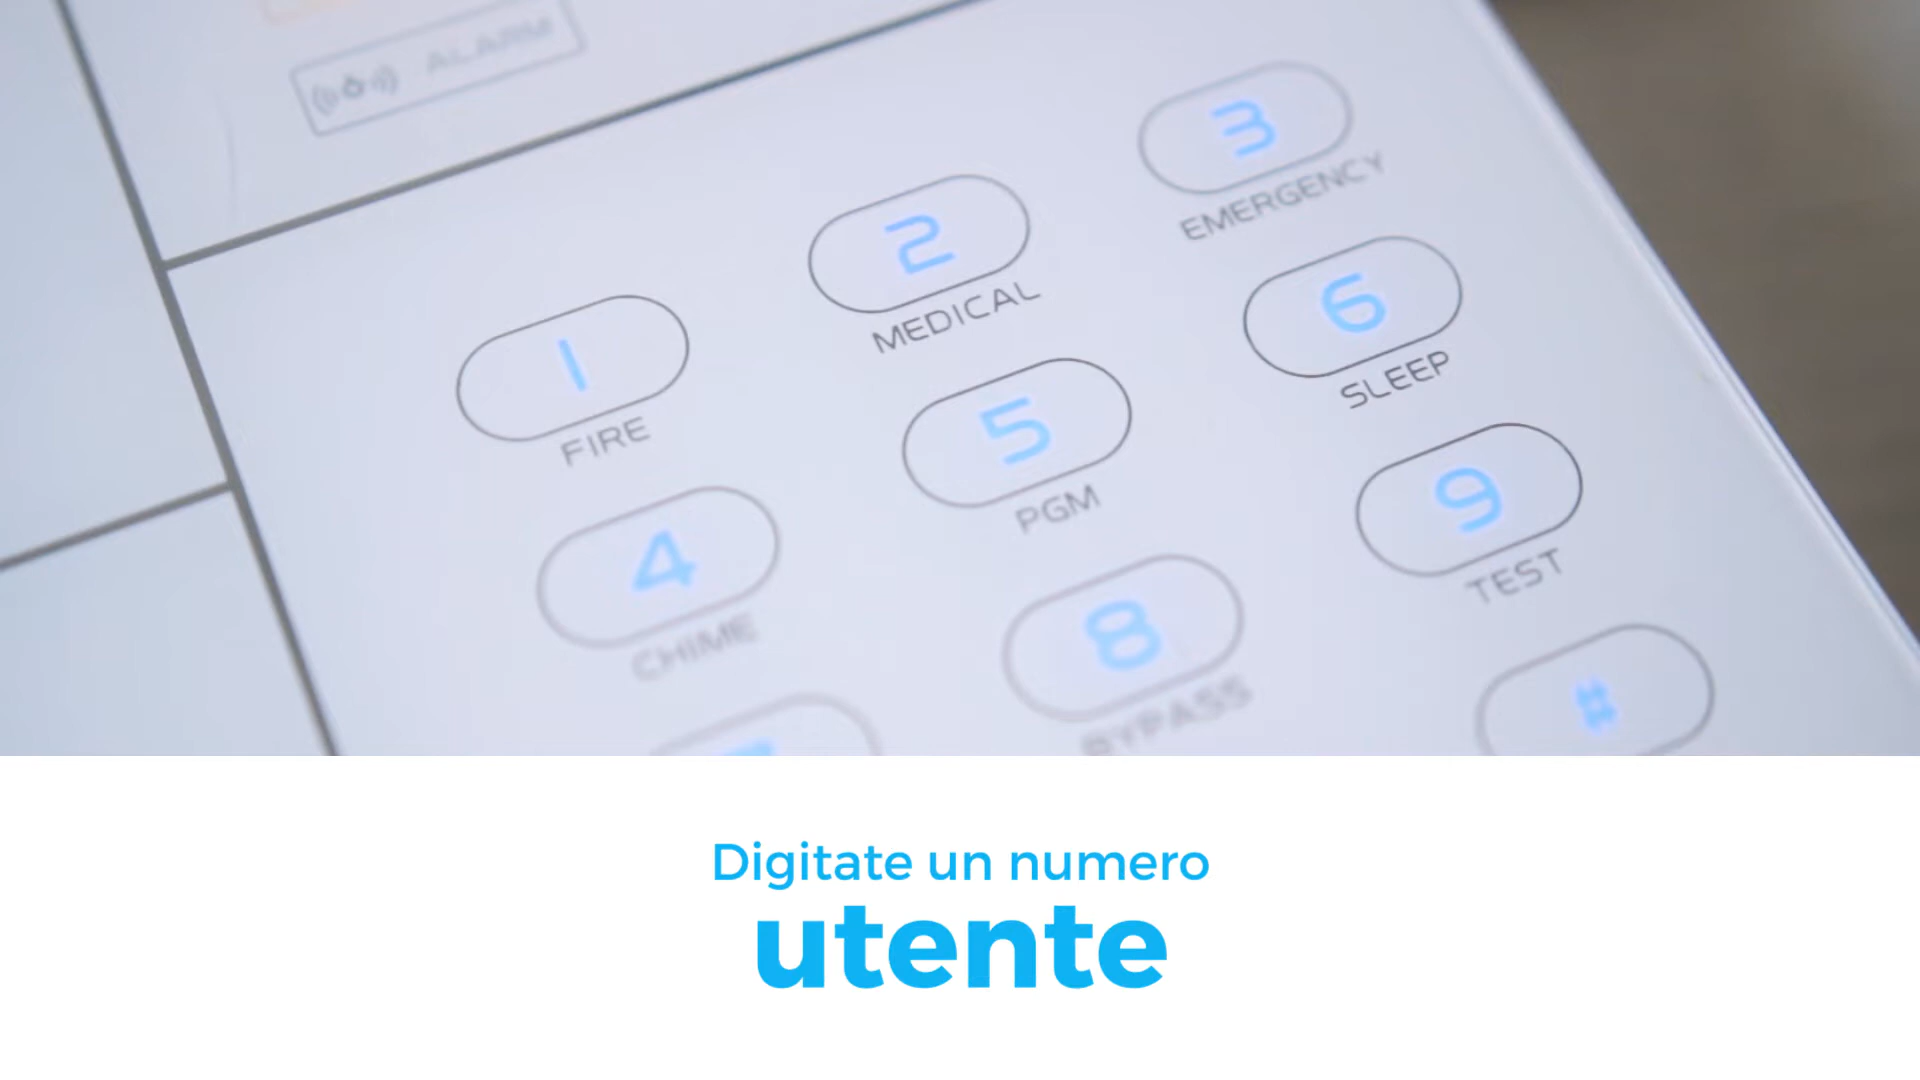 ALARM
3
EMERGENCY
2
MEDICAL
1
FIRE
6
SLEEP
5
PGM
4
CHIME
9
TEST
8
BYPASS
#
Digitate un numero
utente